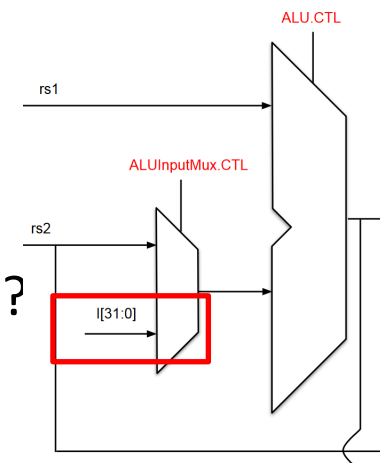 ALU.CTL
rs1
ALUInputMux.CTL
rs2
?
I[31:0]